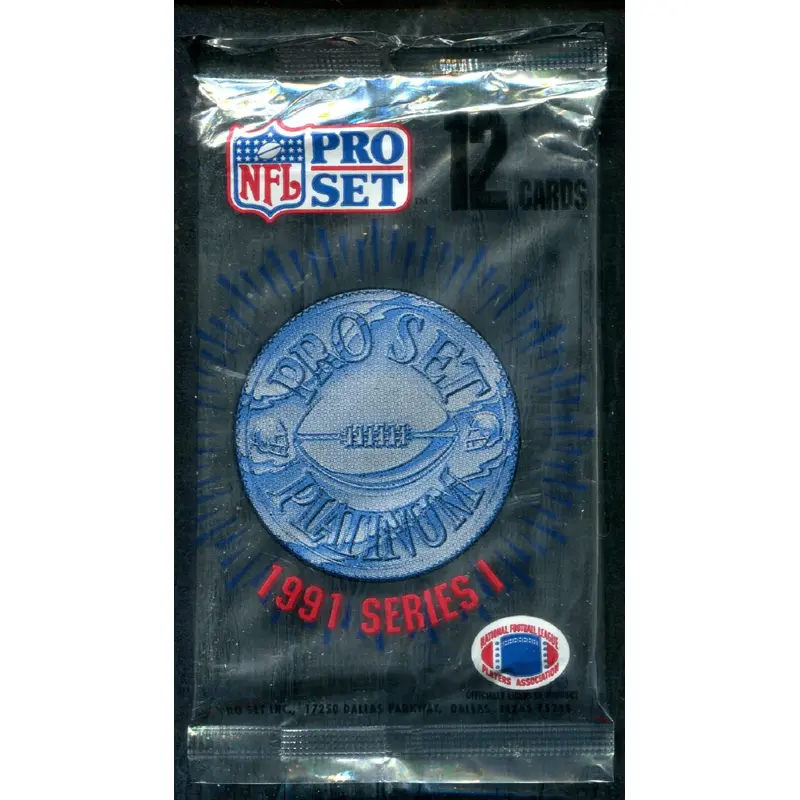 NFL
PRO
SET
TM
12 CARDS
PRO SET
PLATINUM
1991 SERIES I
NATIONAL FOOTBALL LEAGUE
PLAYERS ASSOCIATION
PRO SET INC., 17250 DALLAS PARKWAY, DALLAS, TEXAS